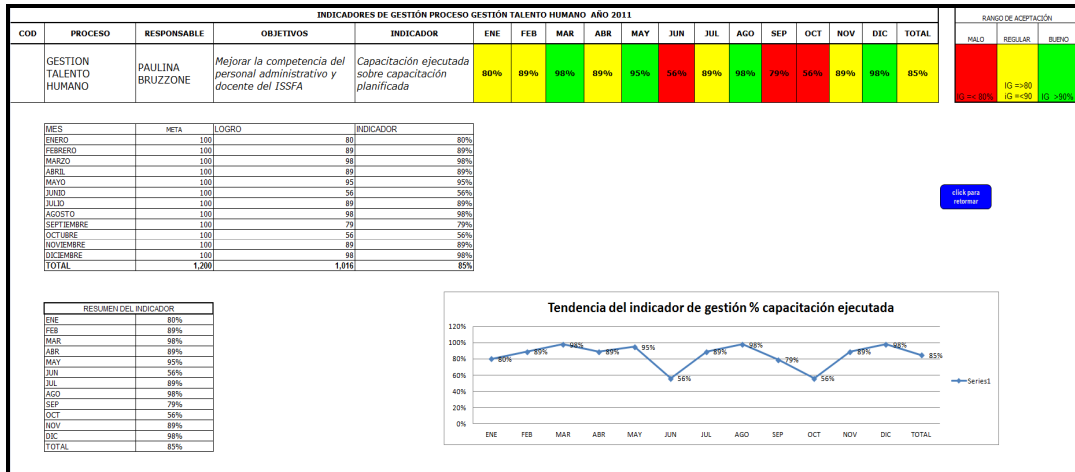 INDICADORES DE GESTIÓN PROCESO GESTIÓN TALENTO HUMANO AÑO 2011
COD PROCESO RESPONSABLE OBJETIVOS INDICADOR ENE FEB MAR ABR MAY JUN JUL AGO SEP OCT NOV DIC TOTAL
GESTION TALENTO HUMANO PAULINA BRUZZONE Mejorar la competencia del personal administrativo y docente del ISSFA Capacitación ejecutada sobre capacitación planificada 80% 89% 98% 89% 95% 56% 89% 98% 79% 56% 89% 98% 85%
RANGO DE ACEPTACIÓN
MALO REGULAR BUENO
IG =< 80% IG =>80 iG =<90 IG >90%
MES META LOGRO INDICADOR
ENERO 100 80 80%
FEBRERO 100 89 89%
MARZO 100 98 98%
ABRIL 100 89 89%
MAYO 100 95 95%
JUNIO 100 56 56%
JULIO 100 89 89%
AGOSTO 100 98 98%
SEPTIEMBRE 100 79 79%
OCTUBRE 100 56 56%
NOVIEMBRE 100 89 89%
DICIEMBRE 100 98 98%
TOTAL 1,200 1,016 85%
click para
retornar
RESUMEN DEL INDICADOR
ENE 80%
FEB 89%
MAR 98%
ABR 89%
MAY 95%
JUN 56%
JUL 89%
AGO 98%
SEP 79%
OCT 56%
NOV 89%
DIC 98%
TOTAL 85%
Tendencia del indicador de gestión % capacitación ejecutada
120%
100%
80%
60%
40%
20%
0%
80% 89% 98% 89% 95% 56% 89% 98% 79% 56% 89% 98% 85%
ENE FEB MAR ABR MAY JUN JUL AGO SEP OCT NOV DIC TOTAL
Series1